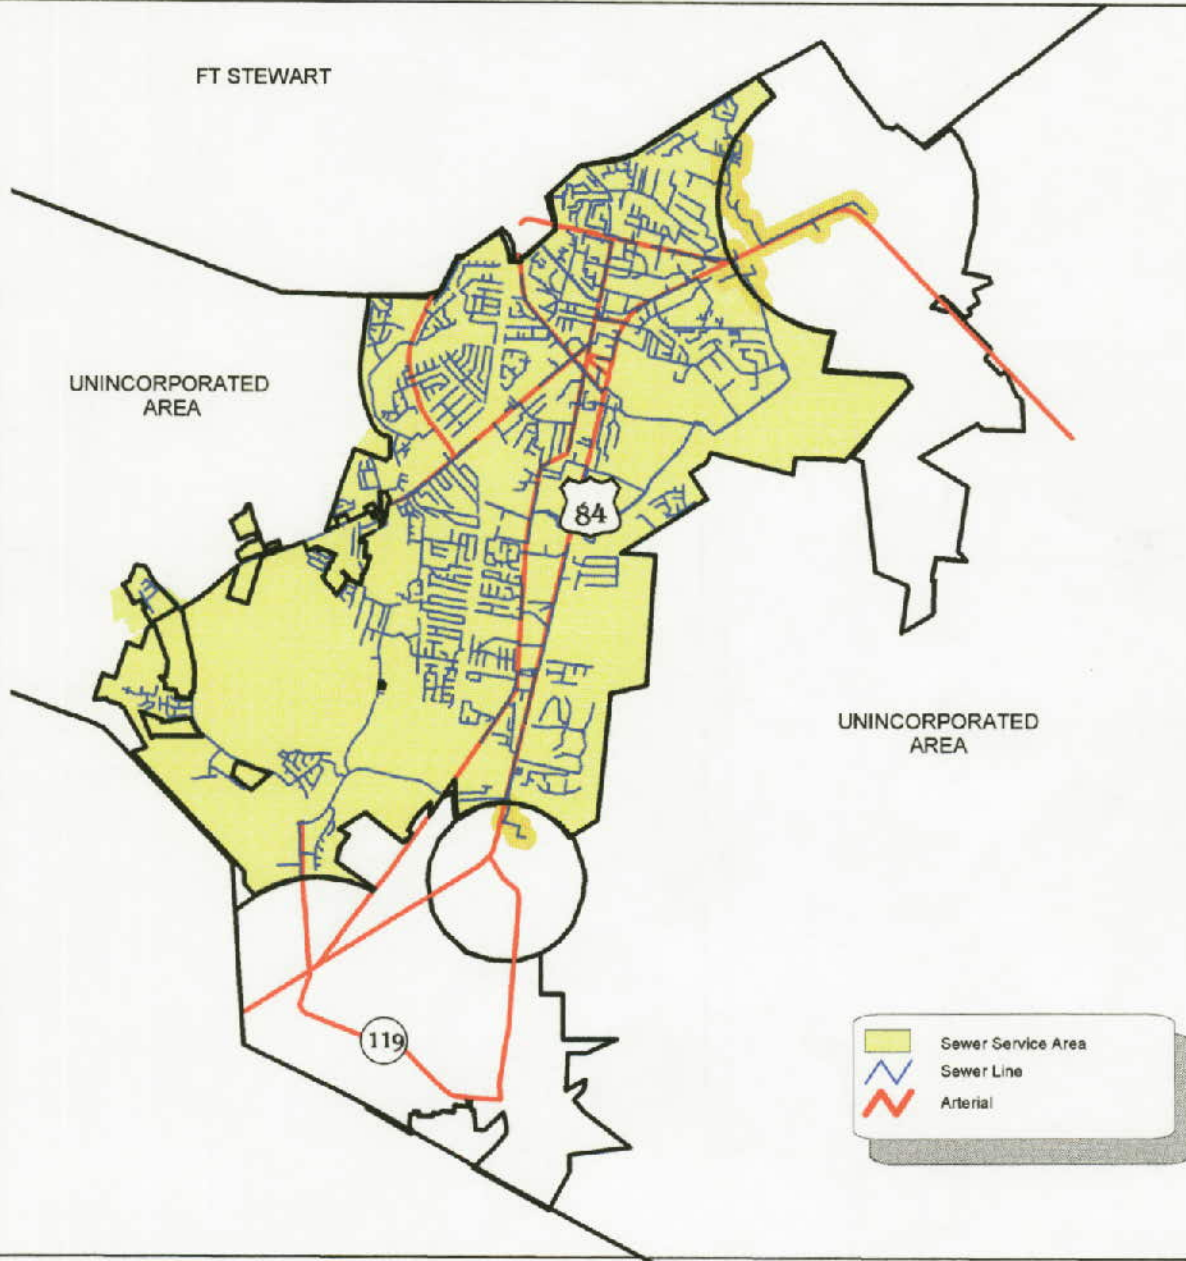 FT STEWART
UNINCORPORATED
AREA
84
UNINCORPORATED
AREA
119
Sewer Service Area
Sewer Line
Arterial